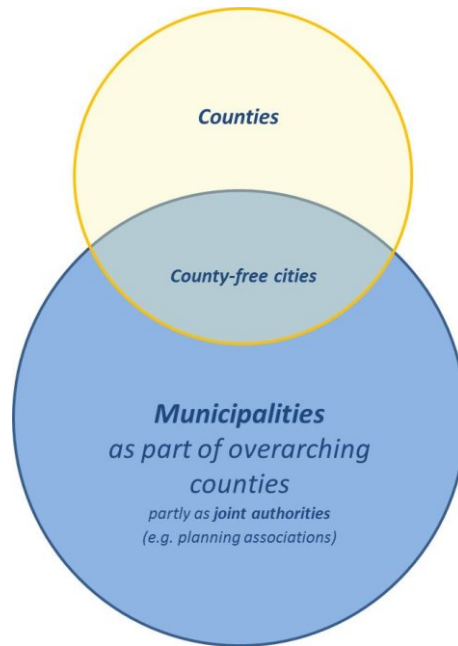 Counties
County-free cities
Municipalities
as part of overarching
counties
partly as joint authorities
(e.g. planning associations)